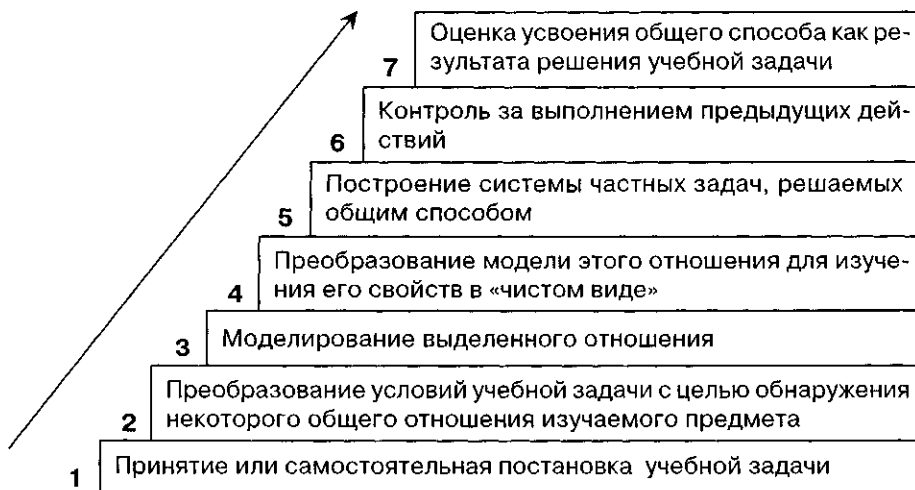 Оценка усвоения общего способа как ре-
7 зультата решения учебной задачи
Контроль за выполнением предыдущих дей-
6 ствий
Построение системы частных задач, решаемых
5 общим способом
Преобразование модели этого отношения для изуче-
4 ния его свойств в «чистом виде»
3 Моделирование выделенного отношения
Преобразование условий учебной задачи с целью обнаружения
2 некоторого общего отношения изучаемого предмета
1 Принятие или самостоятельная постановка учебной задачи